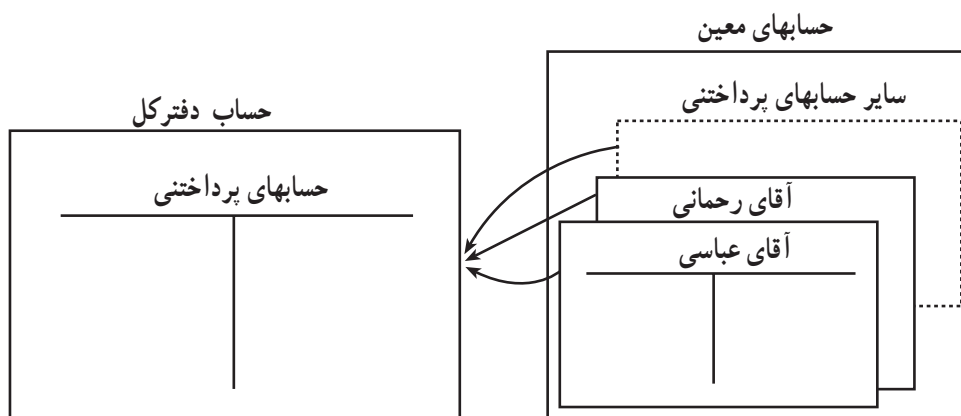 حسابهای معین
سایر حسابهای پرداختنی
آقای رحمانی
آقای عباسی
حساب دفترکل
حسابهای پرداختنی